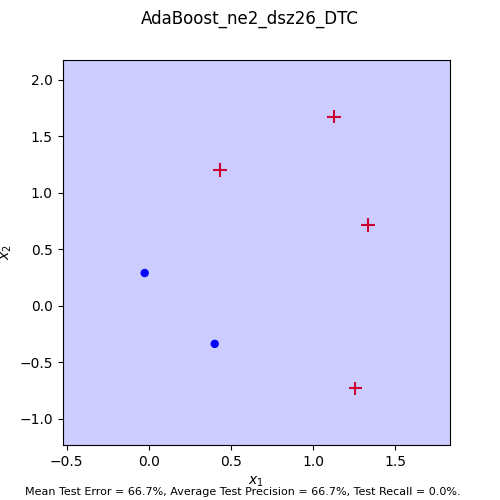 AdaBoost_ne2_dsz26_DTC
2.0
1.5
1.0
0.5
0.0
−0.5
−1.0
x₂
−0.5 0.0 0.5 1.0 1.5
x₁
Mean Test Error = 66.7%, Average Test Precision = 66.7%, Test Recall = 0.0%.